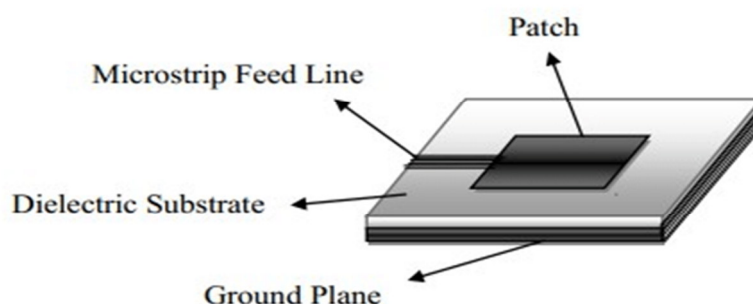 Patch
Microstrip Feed Line
Dielectric Substrate
Ground Plane